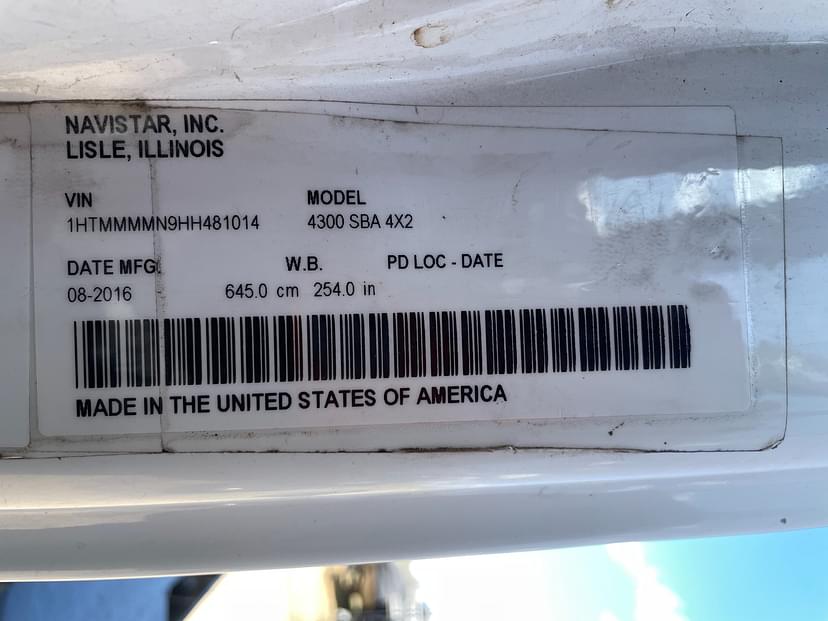 NAVISTAR, INC.
LISLE, ILLINOIS
VIN MODEL
1HTMMMMN9HH481014 4300 SBA 4X2
DATE MFG. W.B. PD LOC - DATE
08-2016 645.0 cm 254.0 in
MADE IN THE UNITED STATES OF AMERICA